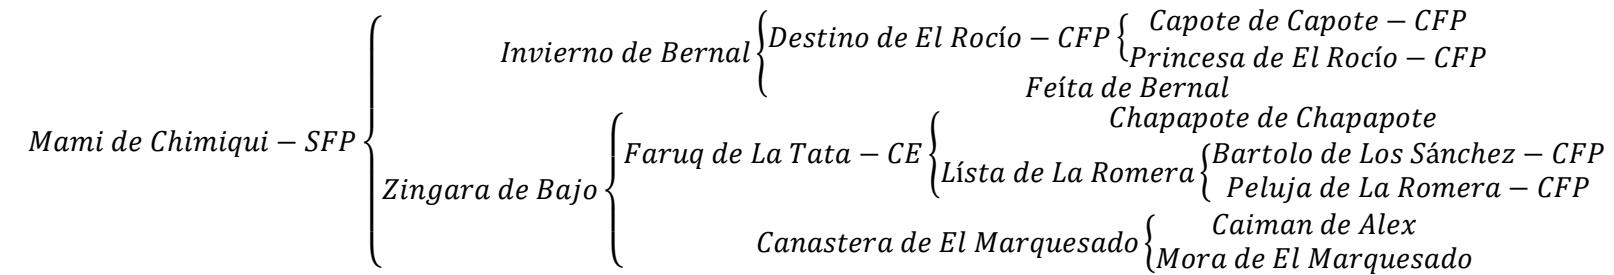 Capote de Capote − CFP
Destino de El Rocío − CFP
Invierno de Bernal
Princesa de El Rocío − CFP
Feíta de Bernal
Chapapote de Chapapote
Mami de Chimiqui − SFP
Faruq de La Tata − CE
Bartolo de Los Sánchez − CFP
Lísta de La Romera
Zingara de Bajo
Peluja de La Romera − CFP
Caiman de Alex
Canastera de El Marquesado
Mora de El Marquesado